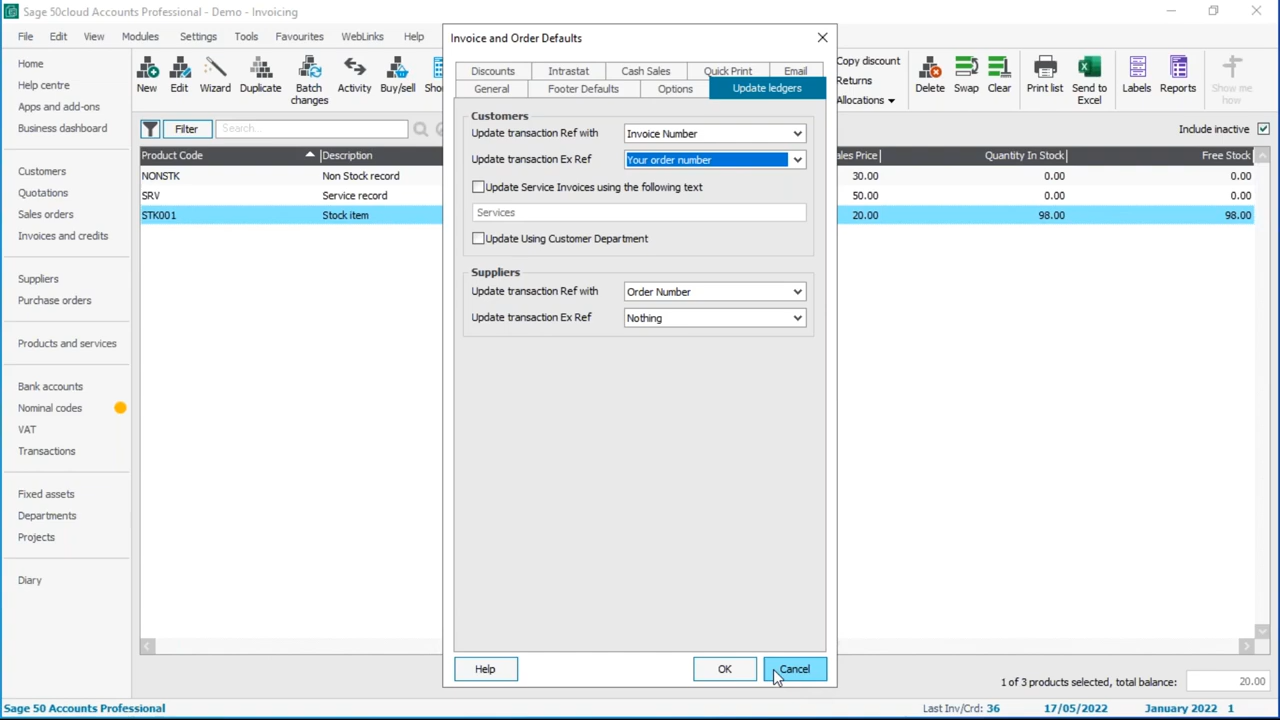 Sage 50cloud Accounts Professional - Demo - Invoicing
File Edit View Modules Settings Tools Favourites WebLinks Help
Home
Help centre
Apps and add-ons
Business dashboard
Customers
Quotations
Sales orders
Invoices and credits
Suppliers
Purchase orders
Products and services
Bank accounts
Nominal codes
VAT
Transactions
Fixed assets
Departments
Projects
Diary
New Edit Wizard Duplicate Batch changes Activity Buy/sell
Copy discount
Returns
Allocations
Delete Swap Clear Print list Send to Excel Labels Reports Show me how
Filter Search... Include inactive
Product Code Description ales Price Quantity In Stock Free Stock
NONSTK Non Stock record 30.00 0.00 0.00
SRV Service record 50.00 0.00 0.00
STK001 Stock item 20.00 98.00 98.00
Invoice and Order Defaults
Discounts Intrastat Cash Sales Quick Print Email
General Footer Defaults Options Update ledgers
Customers
Update transaction Ref with Invoice Number
Update transaction Ex Ref Your order number
Update Service Invoices using the following text
Services
Update Using Customer Department
Suppliers
Update transaction Ref with Order Number
Update transaction Ex Ref Nothing
Help OK Cancel
1 of 3 products selected, total balance: 20.00
Sage 50 Accounts Professional Last Inv/Crd: 36 17/05/2022 January 2022 1